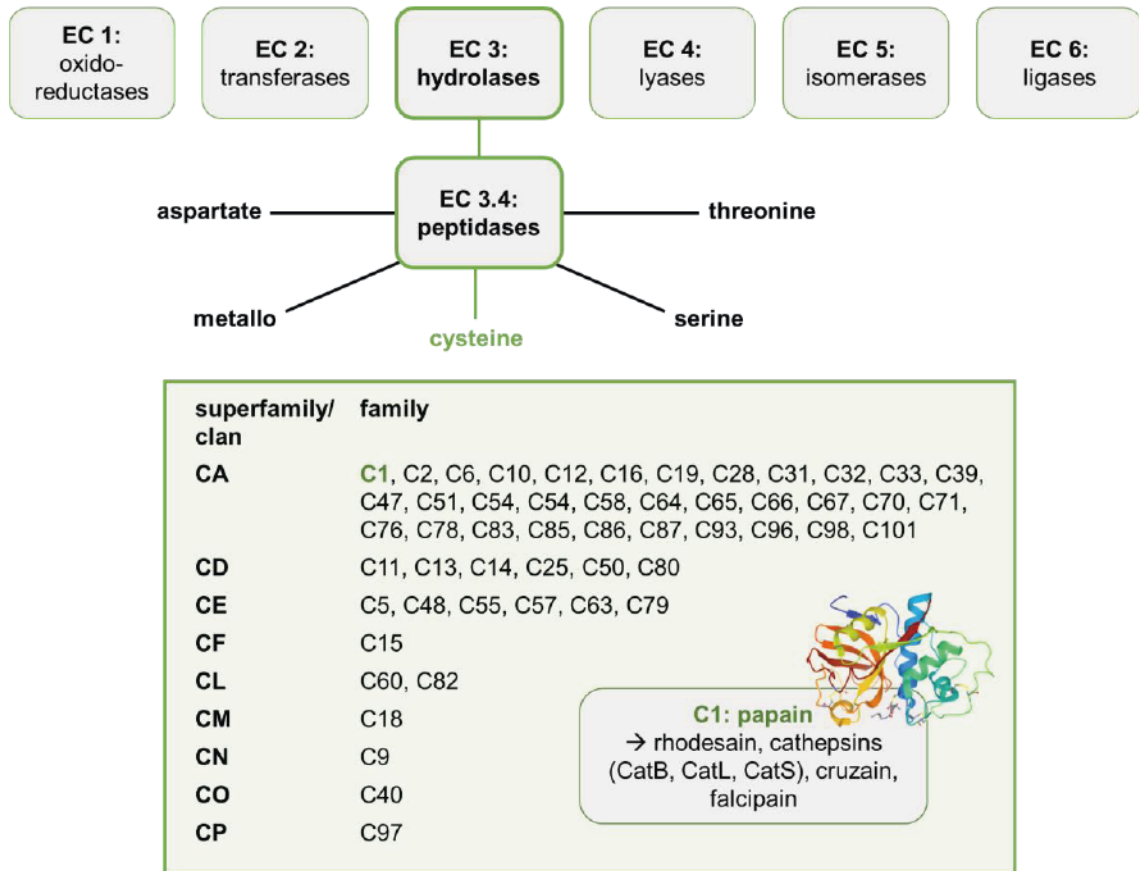 EC 1:
oxido-
reductases
EC 2:
transferases
EC 3:
hydrolases
EC 4:
lyases
EC 5:
isomerases
EC 6:
ligases
EC 3.4:
peptidases
aspartate
threonine
metallo
serine
cysteine
superfamily/ family
clan
CA C1, C2, C6, C10, C12, C16, C19, C28, C31, C32, C33, C39,
C47, C51, C54, C54, C58, C64, C65, C66, C67, C70, C71,
C76, C78, C83, C85, C86, C87, C93, C96, C98, C101
CD C11, C13, C14, C25, C50, C80
CE C5, C48, C55, C57, C63, C79
CF C15
CL C60, C82
CM C18
CN C9
CO C40
CP C97
C1: papain
→ rhodesain, cathepsins
(CatB, CatL, CatS), cruzain,
falcipain